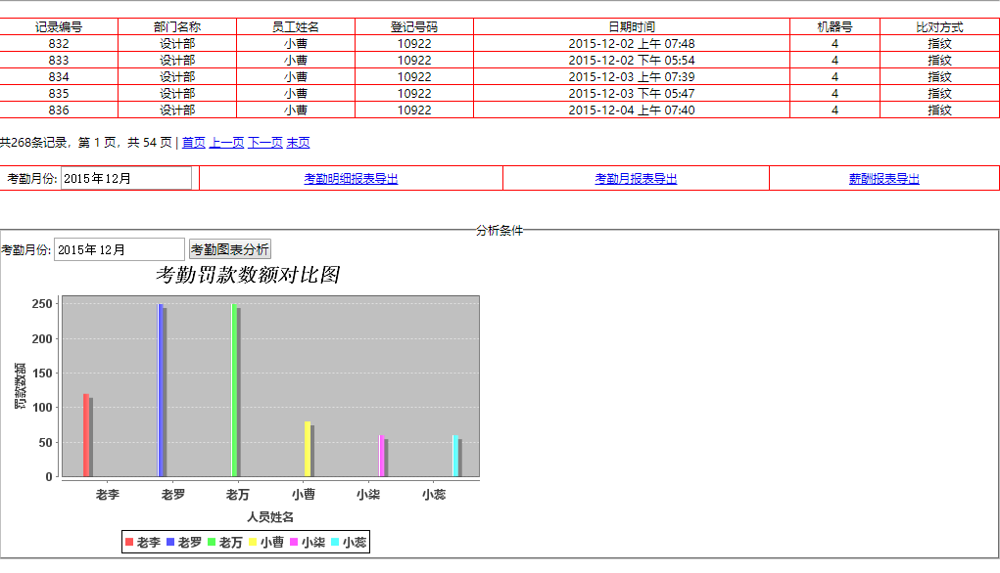 记录编号 部门名称 员工姓名 登记号码 日期时间 机器号 比对方式
832 设计部 小曹 10922 2015-12-02 上午 07:48 4 指纹
833 设计部 小曹 10922 2015-12-02 下午 05:54 4 指纹
834 设计部 小曹 10922 2015-12-03 上午 07:39 4 指纹
835 设计部 小曹 10922 2015-12-03 下午 05:47 4 指纹
836 设计部 小曹 10922 2015-12-04 上午 07:40 4 指纹
共268条记录，第 1 页，共 54 页 | 首页 上一页 下一页 末页
考勤月份: 2015年12月 考勤明细报表导出 考勤月报表导出 薪酬报表导出
分析条件
考勤月份: 2015年12月 考勤图表分析
考勤罚款数额对比图
250
200
150
100
50
0
罚款数额
老李 老罗 老万 小曹 小柒 小蕊
人员姓名
老李 老罗 老万 小曹 小柒 小蕊